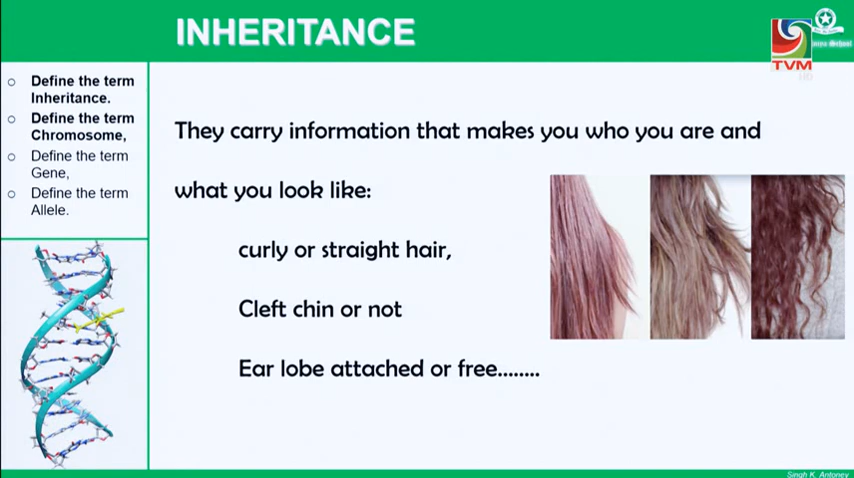 INHERITANCE
TVM
Define the term
Inheritance.
Define the term
Chromosome,
Define the term
Gene,
Define the term
Allele.
They carry information that makes you who you are and
what you look like:
curly or straight hair,
Cleft chin or not
Ear lobe attached or free........
Singh K. Antoney